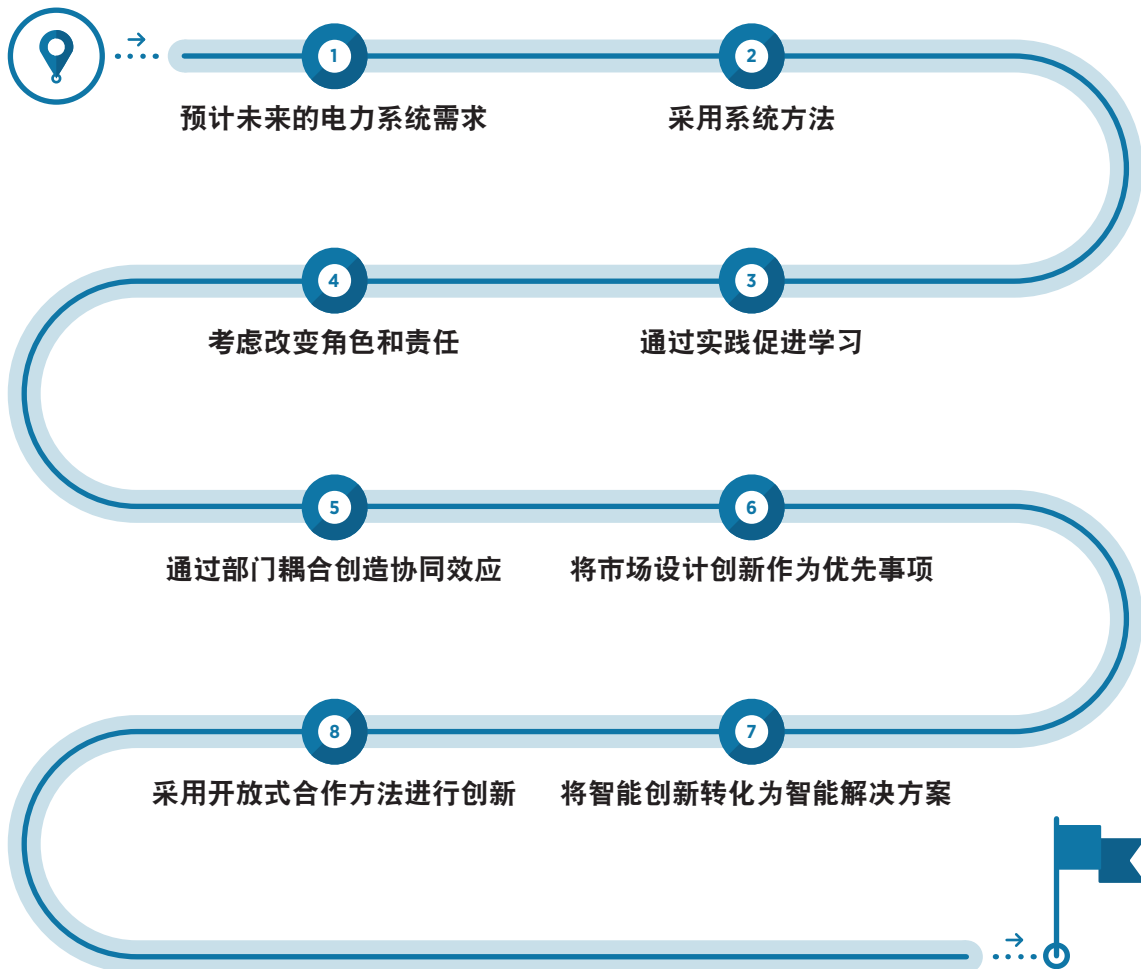 1
预计未来的电力系统需求
2
采用系统方法
3
通过实践促进学习
4
考虑改变角色和责任
5
通过部门耦合创造协同效应
6
将市场设计创新作为优先事项
7
将智能创新转化为智能解决方案
8
采用开放式合作方法进行创新